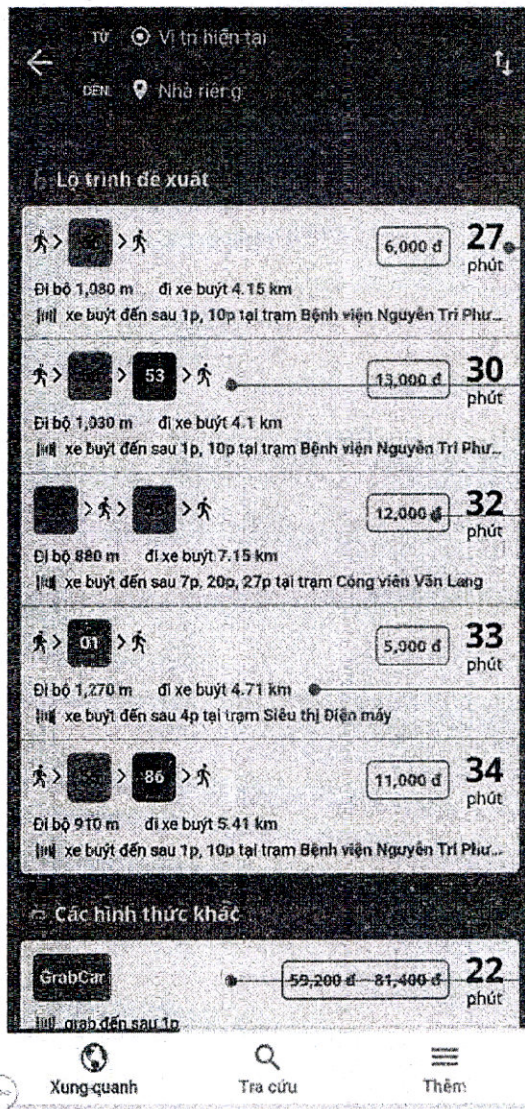 TỪ Vị trí hiện tại
ĐẾN Nhà riêng
Lộ trình đề xuất
6,000 đ 27
phút
Đi bộ 1,080 m đi xe buýt 4.15 km
xe buýt đến sau 1p, 10p tại trạm Bệnh viện Nguyễn Tri Phư...
53 13,000 đ 30
phút
Đi bộ 1,030 m đi xe buýt 4.1 km
xe buýt đến sau 1p, 10p tại trạm Bệnh viện Nguyễn Tri Phư...
12,000 đ 32
phút
Đi bộ 880 m đi xe buýt 7.15 km
xe buýt đến sau 7p, 20p, 27p tại trạm Công viên Văn Lang
01 5,000 đ 33
phút
Đi bộ 1,270 m đi xe buýt 4.71 km
xe buýt đến sau 4p tại trạm Siêu thị Điện máy
86 11,000 đ 34
phút
Đi bộ 910 m đi xe buýt 5.41 km
xe buýt đến sau 1p, 10p tại trạm Bệnh viện Nguyễn Tri Phư...
Các hình thức khác
GrabCar 59,200 đ - 81,400 đ 22
phút
grab đến sau 1p
Xung quanh Tra cứu Thêm